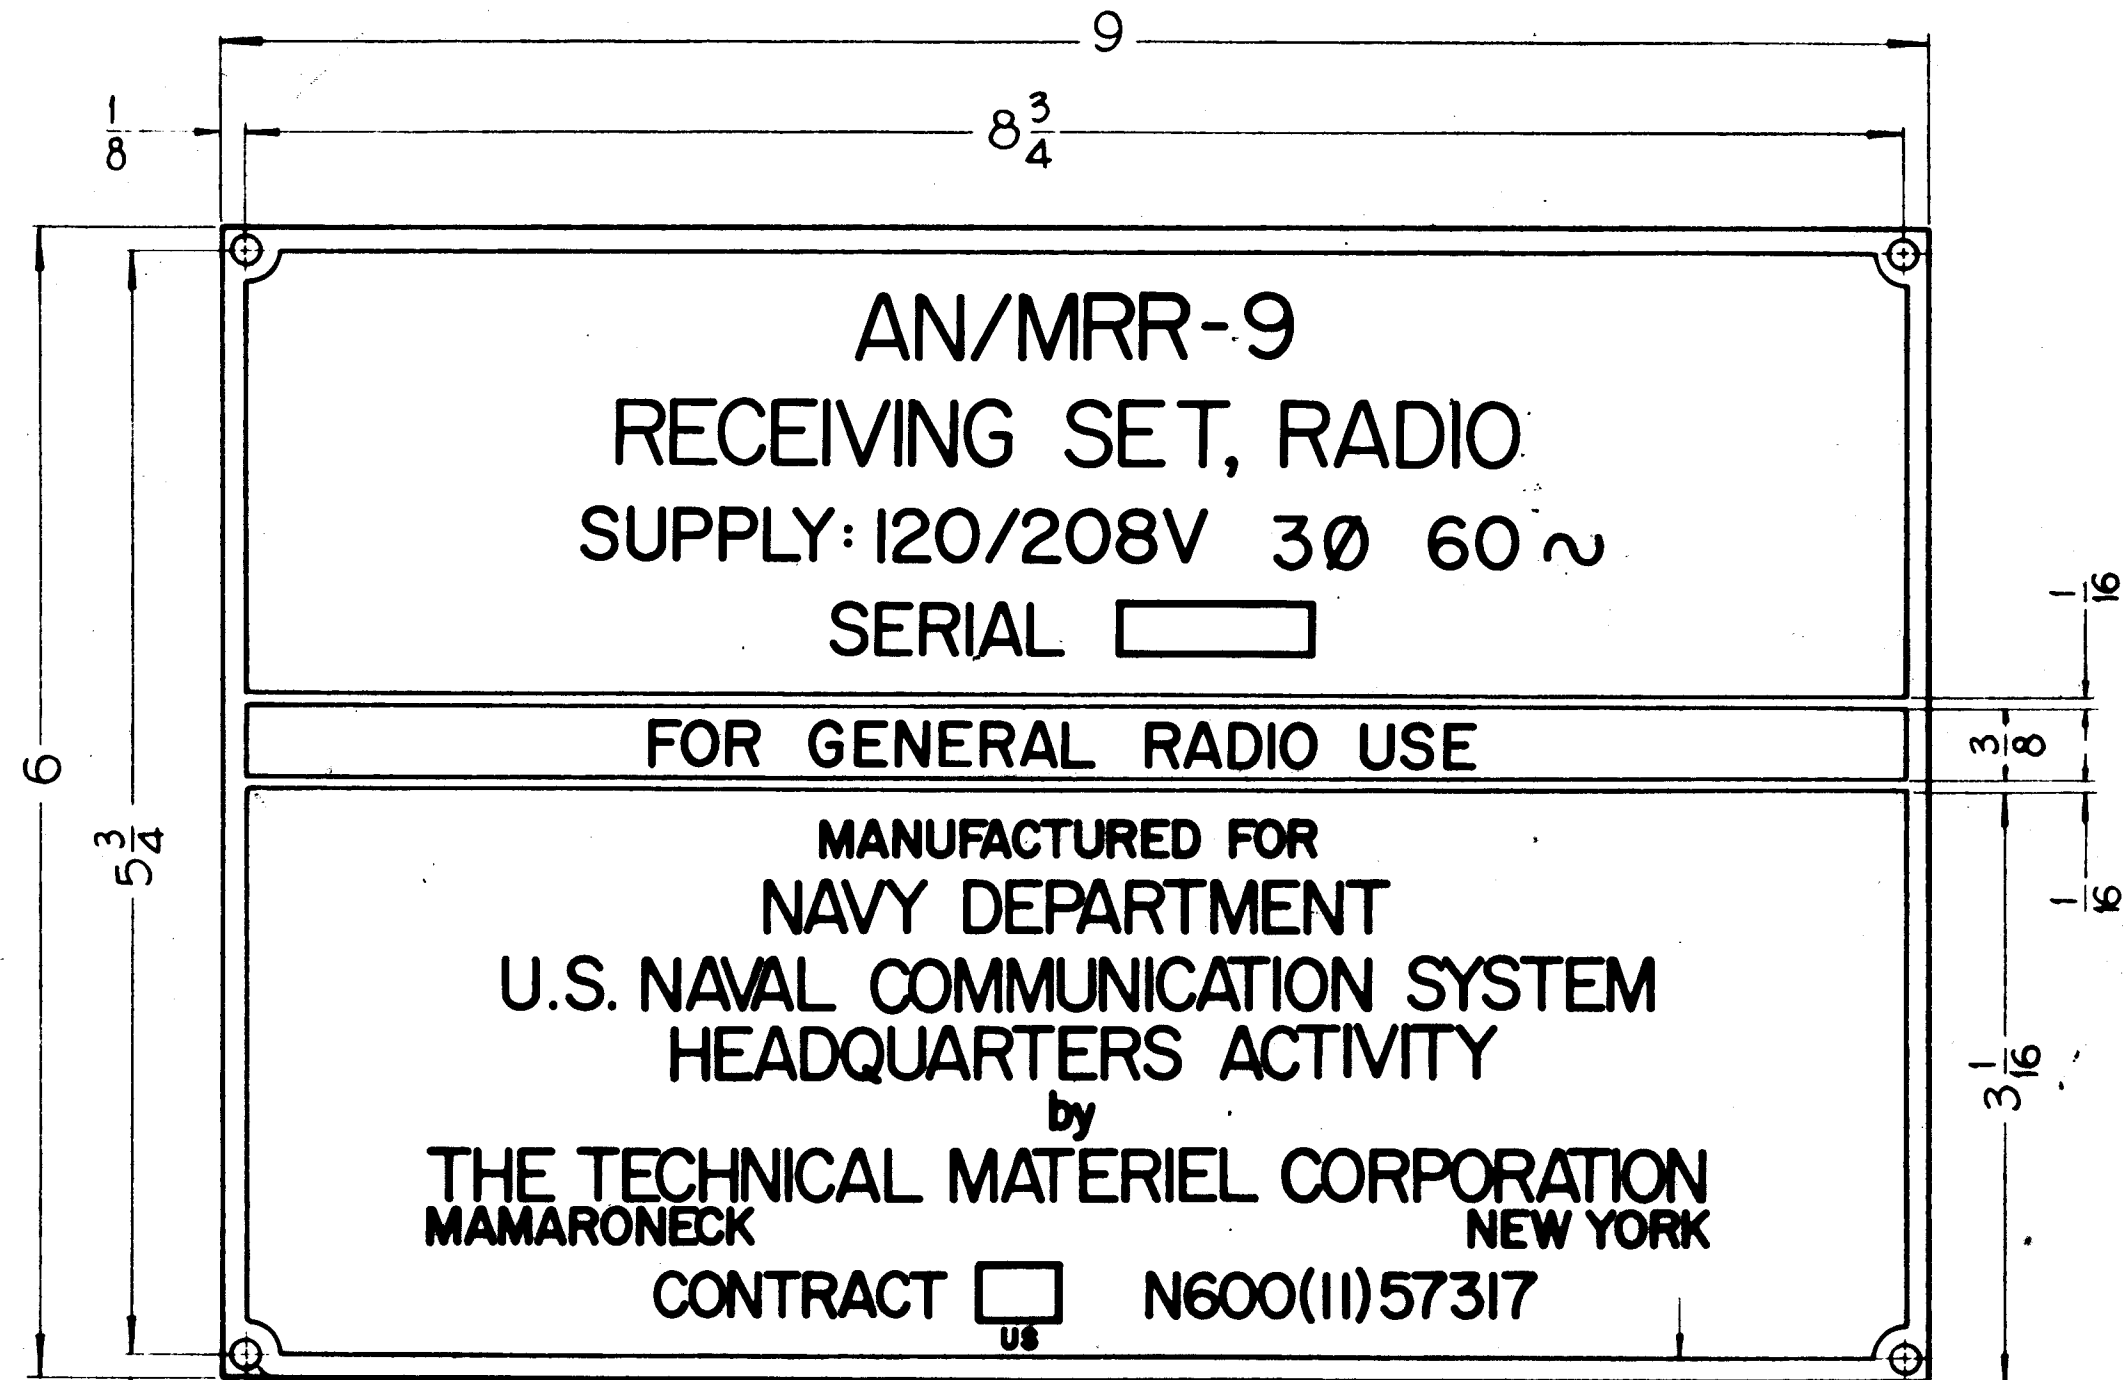 9
1/8
8 3/4
AN/MRR-9
RECEIVING SET, RADIO
SUPPLY: 120/208V 3Ø 60 ~
SERIAL
1/16
FOR GENERAL RADIO USE
3/8
6
5 3/4
MANUFACTURED FOR
NAVY DEPARTMENT
1/16
U.S. NAVAL COMMUNICATION SYSTEM
HEADQUARTERS ACTIVITY
3 1/16
by
THE TECHNICAL MATERIEL CORPORATION
MAMARONECK NEW YORK
CONTRACT N600(11)57317
US